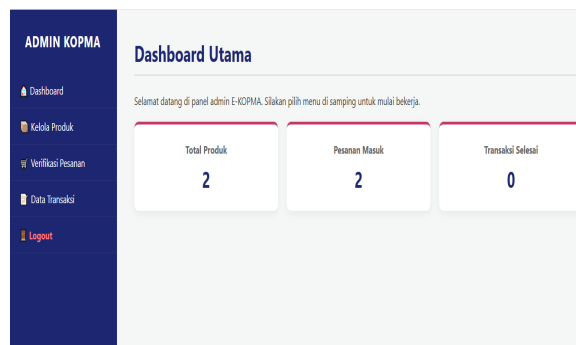 ADMIN KOPMA
Dashboard
Kelola Produk
Verifikasi Pesanan
Data Transaksi
Logout
Dashboard Utama
Selamat datang di panel admin E-KOPMA. Silakan pilih menu di samping untuk mulai bekerja.
Total Produk
2
Pesanan Masuk
2
Transaksi Selesai
0